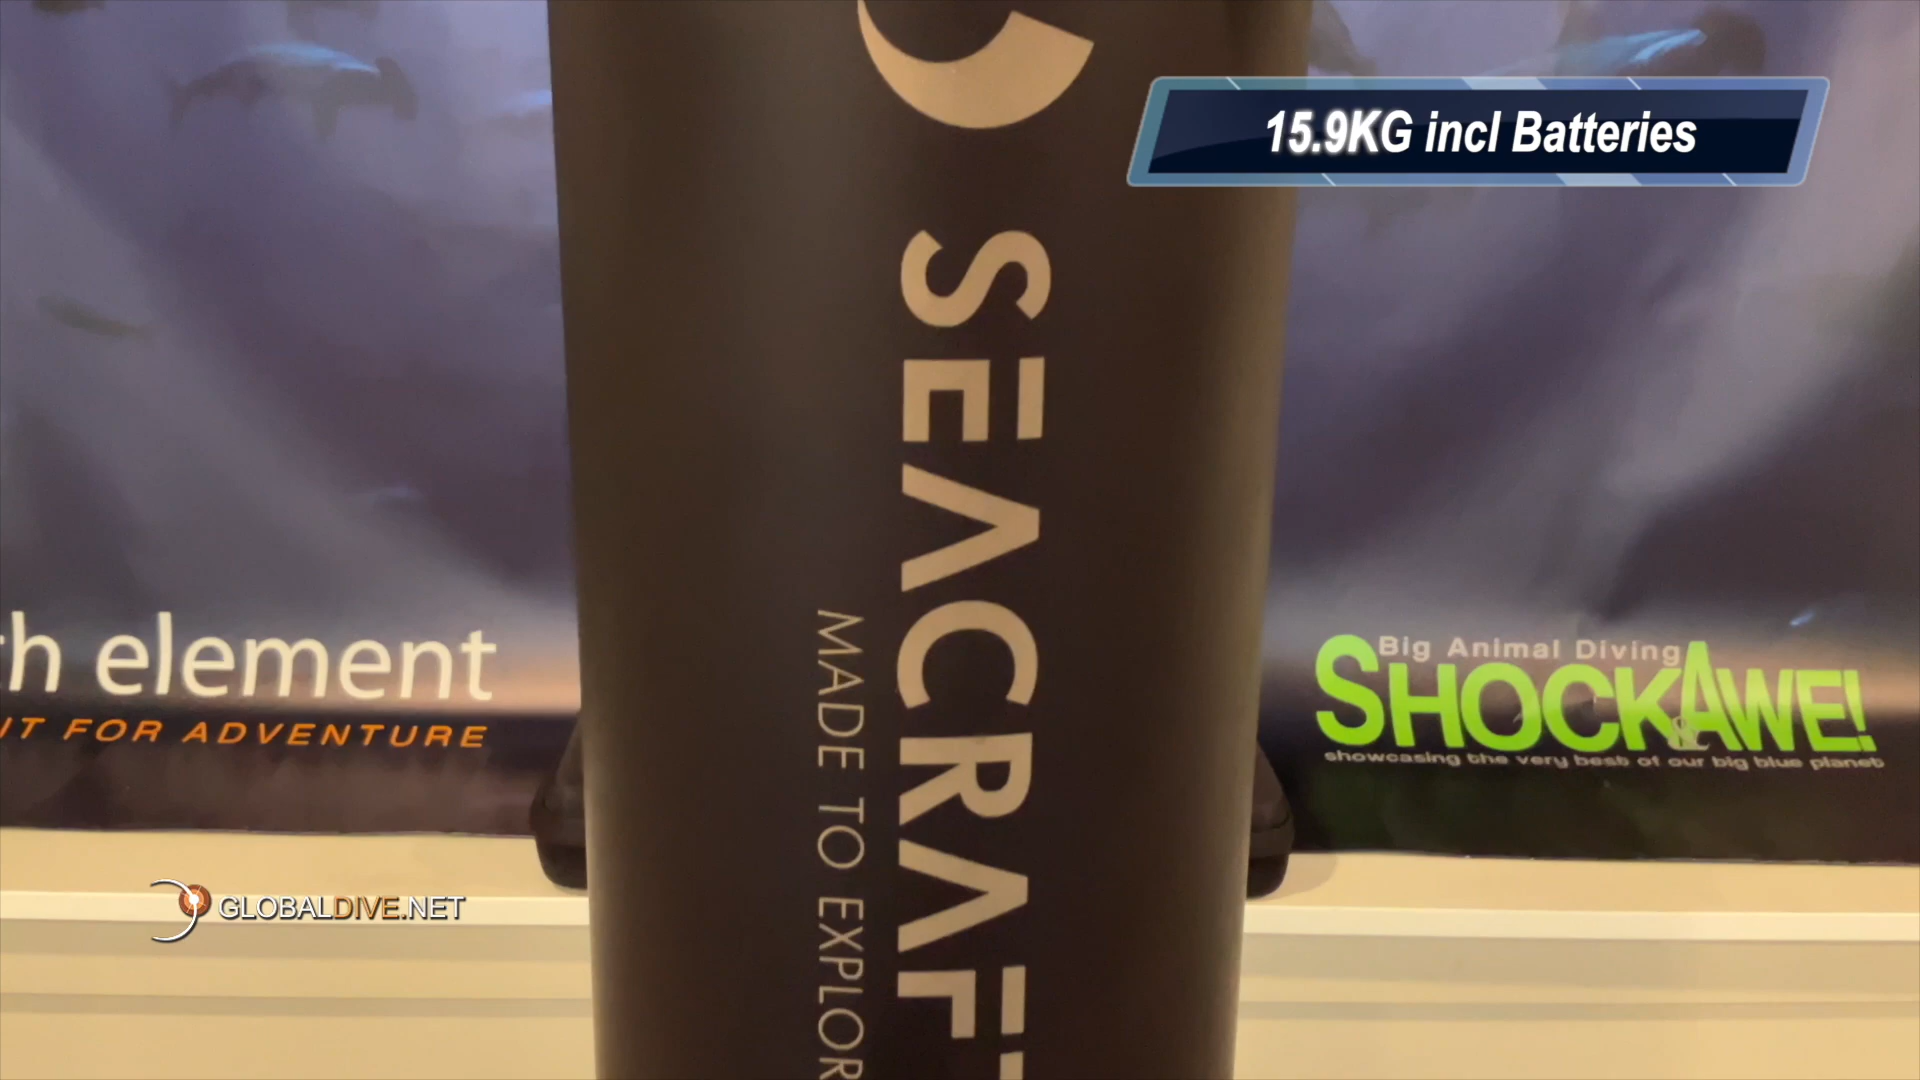 15.9KG incl Batteries
SEACRAFT
MADE TO EXPLOR
th element
IT FOR ADVENTURE
Big Animal Diving
SHOCK&AWE!
showcasing the very best of our big blue planet
GLOBALDIVE.NET